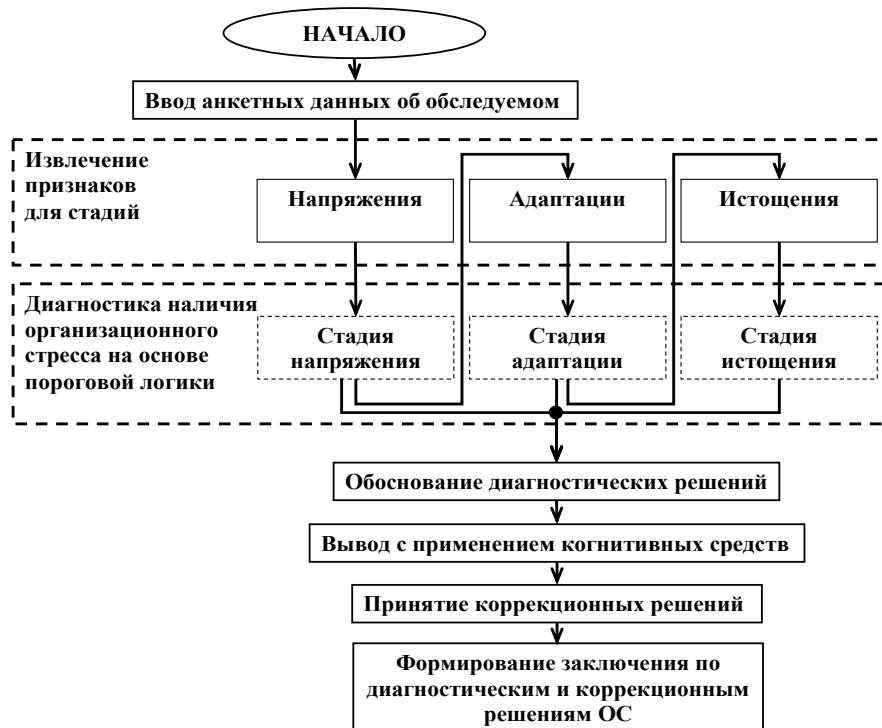 НАЧАЛО
Ввод анкетных данных об обследуемом
Извлечение
признаков
для стадий
Напряжения
Адаптации
Истощения
Диагностика наличия
организационного
стресса на основе
пороговой логики
Стадия
напряжения
Стадия
адаптации
Стадия
истощения
Обоснование диагностических решений
Вывод с применением когнитивных средств
Принятие коррекционных решений
Формирование заключения по
диагностическим и коррекционным
решениям ОС